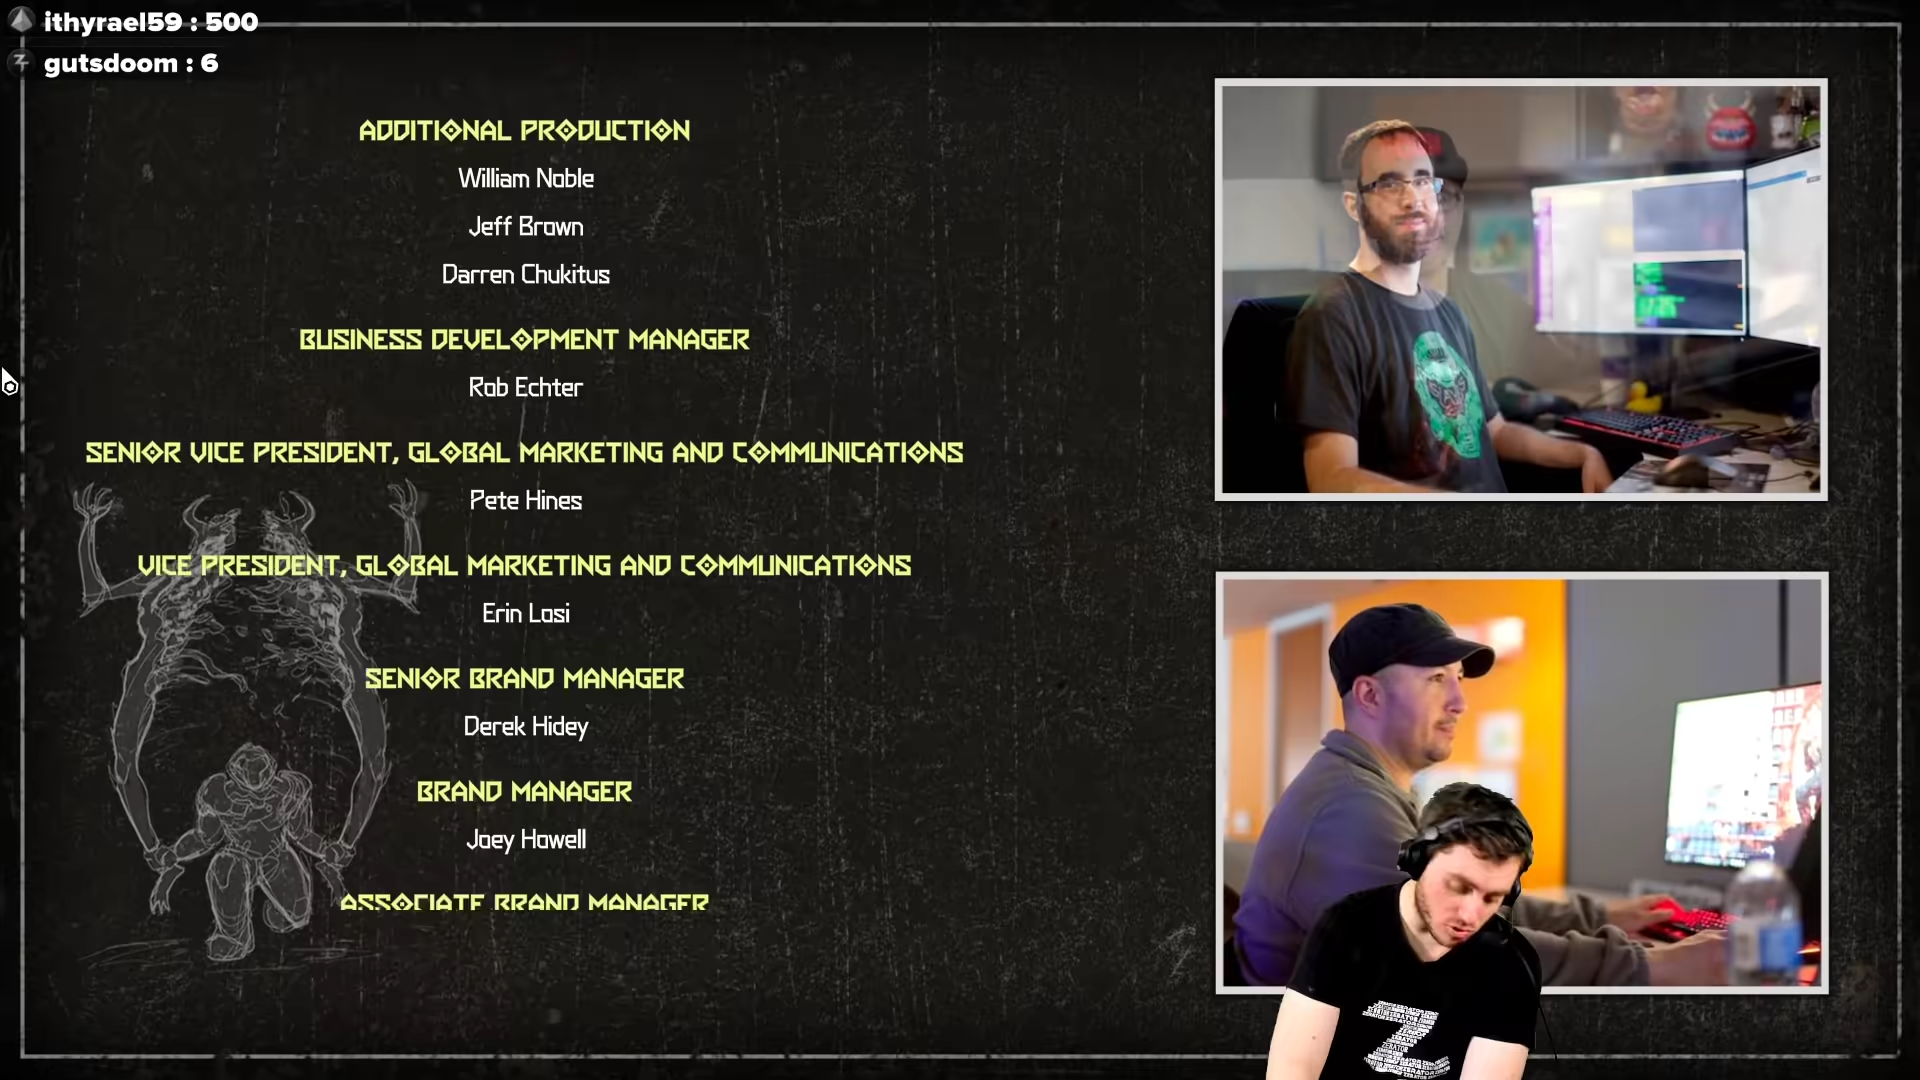 ithyrael59 : 500
gutsdoom : 6
ADDITIONAL PRODUCTION
William Noble
Jeff Brown
Darren Chukitus
BUSINESS DEVELOPMENT MANAGER
Rob Echter
SENIOR VICE PRESIDENT, GLOBAL MARKETING AND COMMUNICATIONS
Pete Hines
VICE PRESIDENT, GLOBAL MARKETING AND COMMUNICATIONS
Erin Losi
SENIOR BRAND MANAGER
Derek Hidey
BRAND MANAGER
Joey Howell
ASSOCIATE BRAND MANAGER
ZERATOR